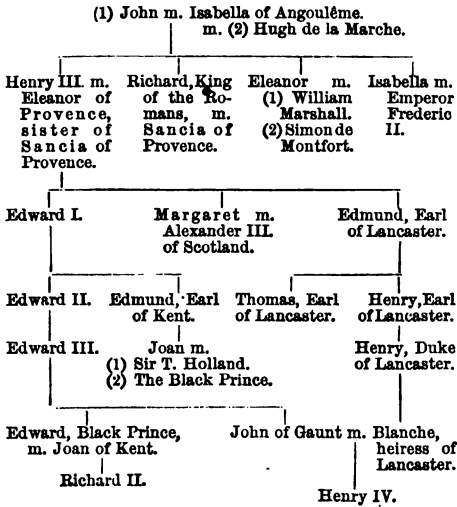 (1) John m. Isabella of Angoulême.
m. (2) Hugh de la Marche.
Henry III. m. Eleanor of Provence, sister of Sancia of Provence.
Richard, King of the Romans, m. Sancia of Provence.
Eleanor m. (1) William Marshall. (2) Simon de Montfort.
Isabella m. Emperor Frederic II.
Edward I.
Margaret m. Alexander III. of Scotland.
Edmund, Earl of Lancaster.
Edward II.
Edmund, Earl of Kent.
Thomas, Earl of Lancaster.
Henry, Earl of Lancaster.
Edward III.
Joan m.
(1) Sir T. Holland.
(2) The Black Prince.
Henry, Duke of Lancaster.
Edward, Black Prince, m. Joan of Kent.
John of Gaunt m. Blanche, heiress of Lancaster.
Richard II.
Henry IV.